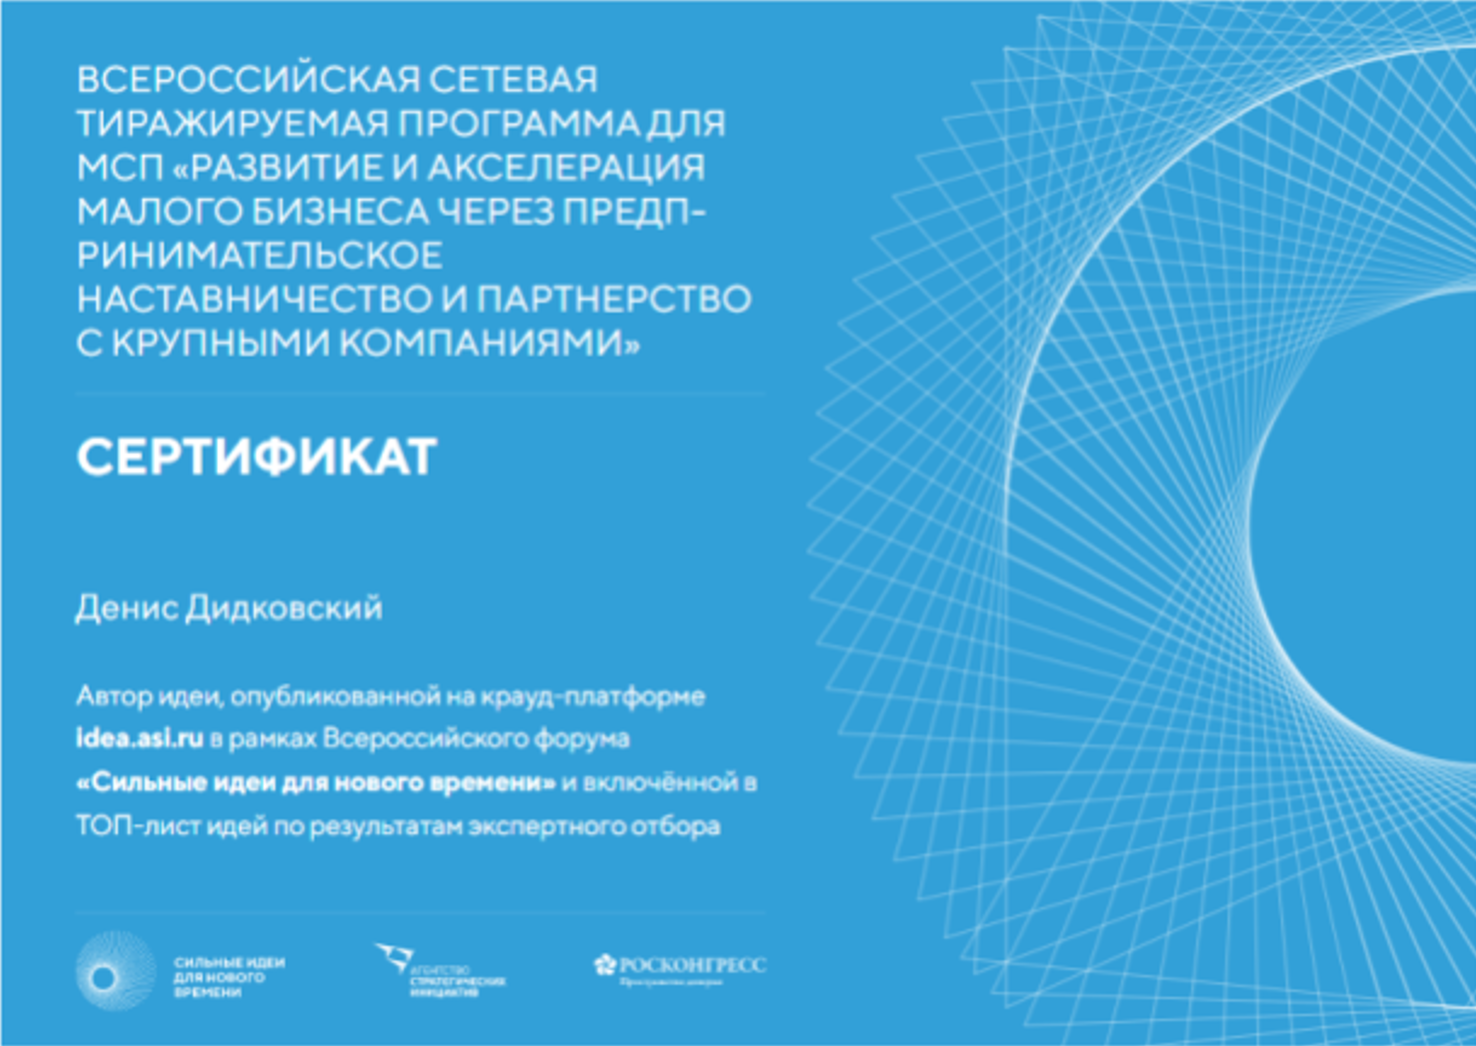 ВСЕРОССИЙСКАЯ СЕТЕВАЯ
ТИРАЖИРУЕМАЯ ПРОГРАММА ДЛЯ
МСП «РАЗВИТИЕ И АКСЕЛЕРАЦИЯ
МАЛОГО БИЗНЕСА ЧЕРЕЗ ПРЕДП-
РИНИМАТЕЛЬСКОЕ
НАСТАВНИЧЕСТВО И ПАРТНЕРСТВО
С КРУПНЫМИ КОМПАНИЯМИ»
СЕРТИФИКАТ
Денис Дидковский
Автор идеи, опубликованной на крауд-платформе
idea.asi.ru в рамках Всероссийского форума
«Сильные идеи для нового времени» и включённой в
ТОП-лист идей по результатам экспертного отбора
СИЛЬНЫЕ ИДЕИ
ДЛЯ НОВОГО
ВРЕМЕНИ
АГЕНТСТВО
СТРАТЕГИЧЕСКИХ
ИНИЦИАТИВ
РОСКОНГРЕСС
Пространство доверия